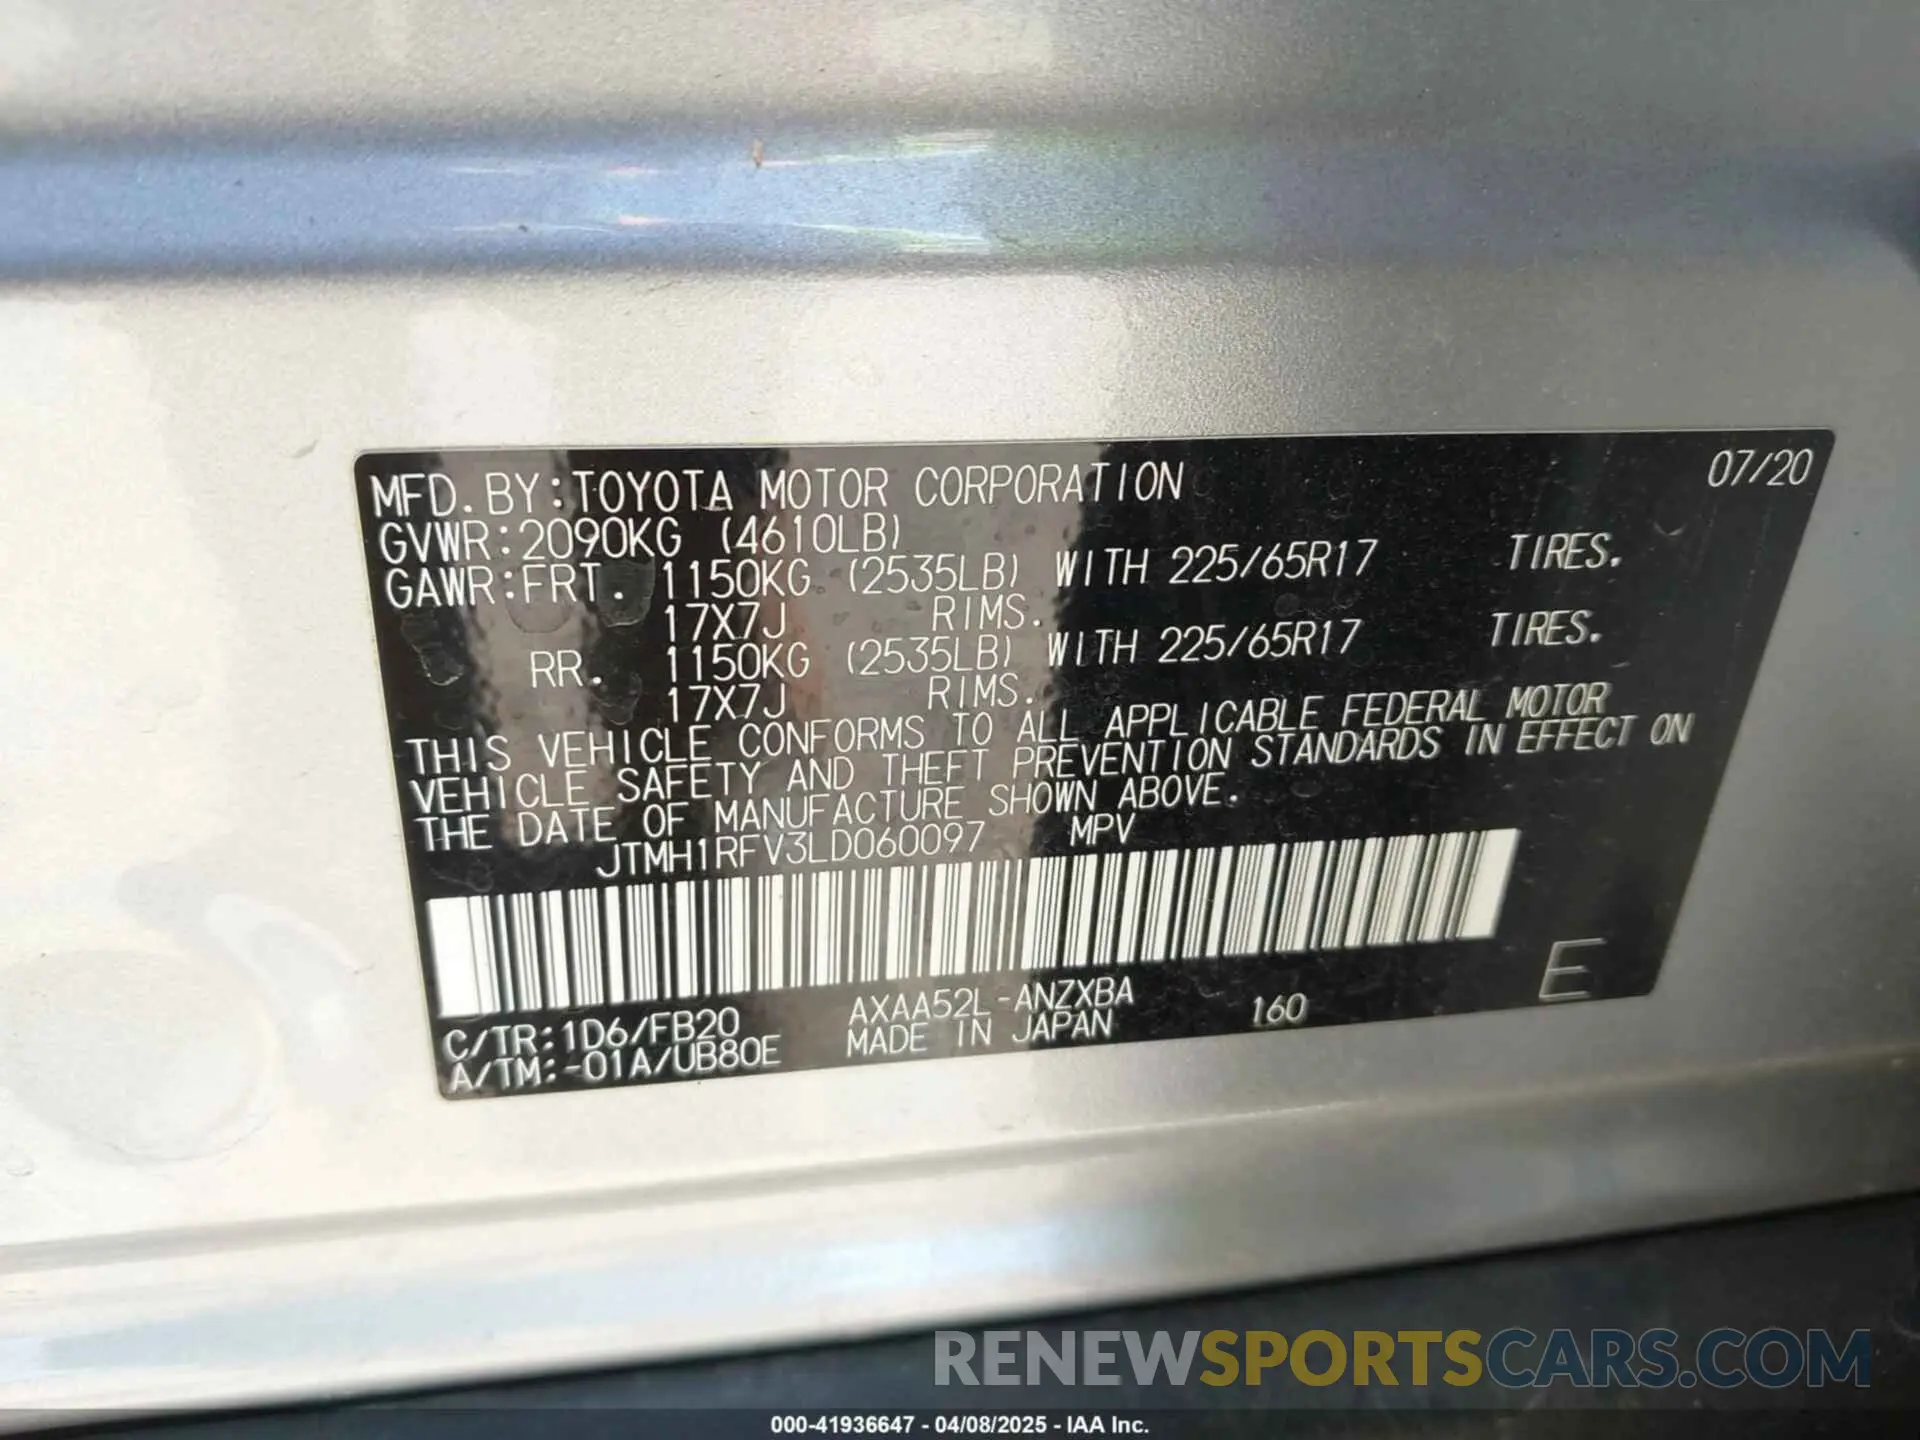 MFD. BY:TOYOTA MOTOR CORPORATION 07/20
GVWR:2090KG (4610LB)
GAWR:FRT. 1150KG (2535LB) WITH 225/65R17 TIRES.
17X7J RIMS.
RR. 1150KG (2535LB) WITH 225/65R17 TIRES.
17X7J RIMS.
THIS VEHICLE CONFORMS TO ALL APPLICABLE FEDERAL MOTOR
VEHICLE SAFETY AND THEFT PREVENTION STANDARDS IN EFFECT ON
THE DATE OF MANUFACTURE SHOWN ABOVE.
JTMH1RFV3LD060097 MPV
C/TR:1D6/FB20 AXAA52L-ANZXBA 160 E
A/TM:-01A/UB80E MADE IN JAPAN
RENEWSPORTSCARS.COM
000-41936647 - 04/08/2025 - IAA Inc.